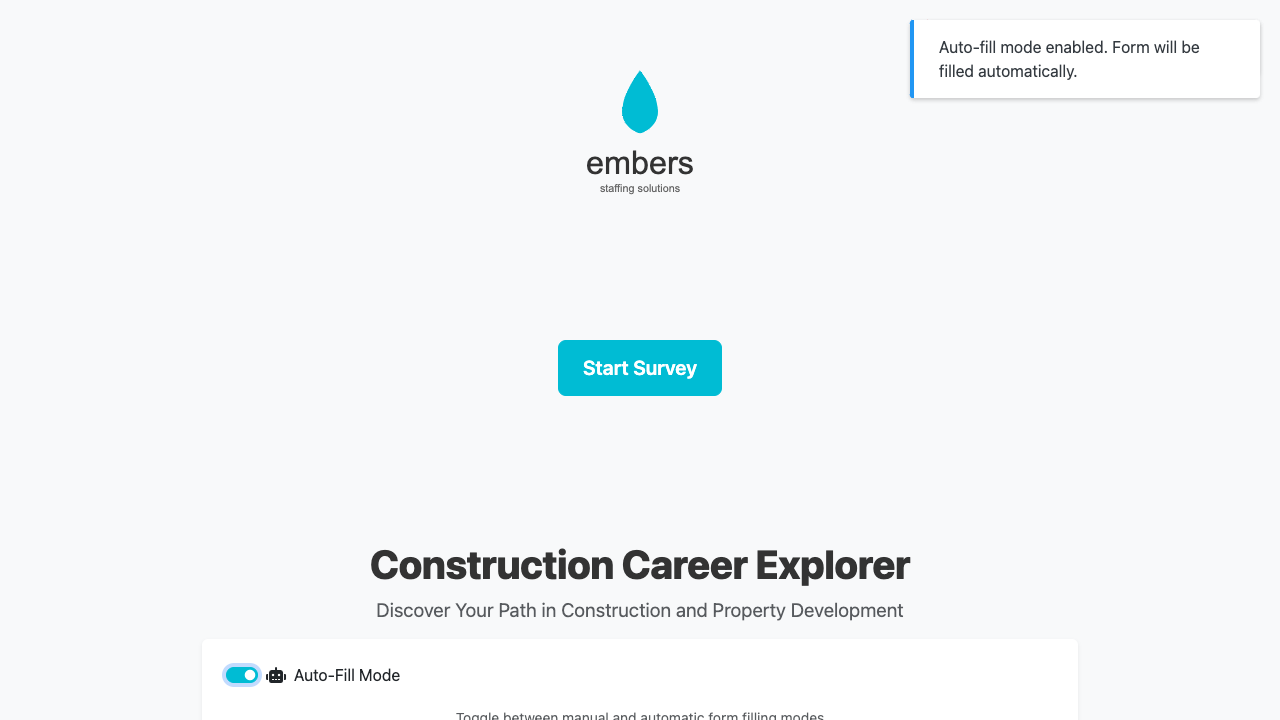 Auto-fill mode enabled. Form will be
filled automatically.
embers
staffing solutions
Start Survey
Construction Career Explorer
Discover Your Path in Construction and Property Development
Auto-Fill Mode
Toggle between manual and automatic form filling modes